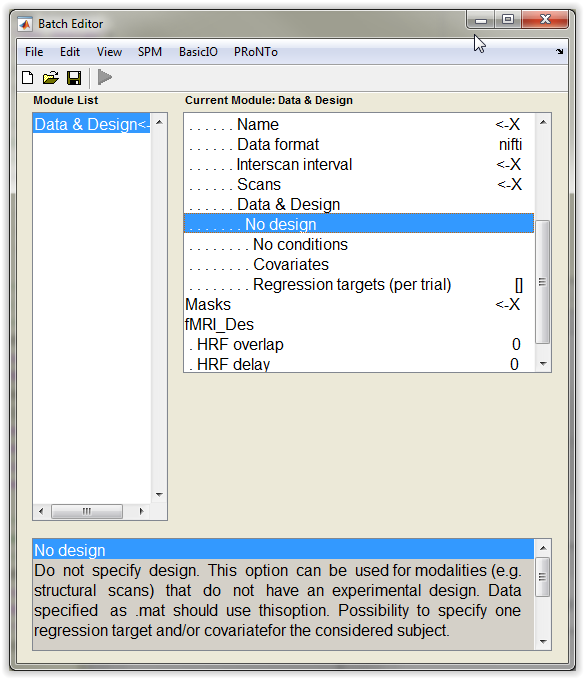 Batch Editor
File Edit View SPM BasicIO PRoNTo
Module List
Current Module: Data & Design
Data & Design<-
. . . . . . Name <-X
. . . . . . Data format nifti
. . . . . . Interscan interval <-X
. . . . . . Scans <-X
. . . . . . Data & Design
. . . . . . . No design
. . . . . . . . No conditions
. . . . . . . . Covariates
. . . . . . . . Regression targets (per trial) []
Masks <-X
fMRI_Des
. HRF overlap 0
. HRF delay 0
No design
Do not specify design. This option can be used for modalities (e.g.
structural scans) that do not have an experimental design. Data
specified as .mat should use thisoption. Possibility to specify one
regression target and/or covariatefor the considered subject.